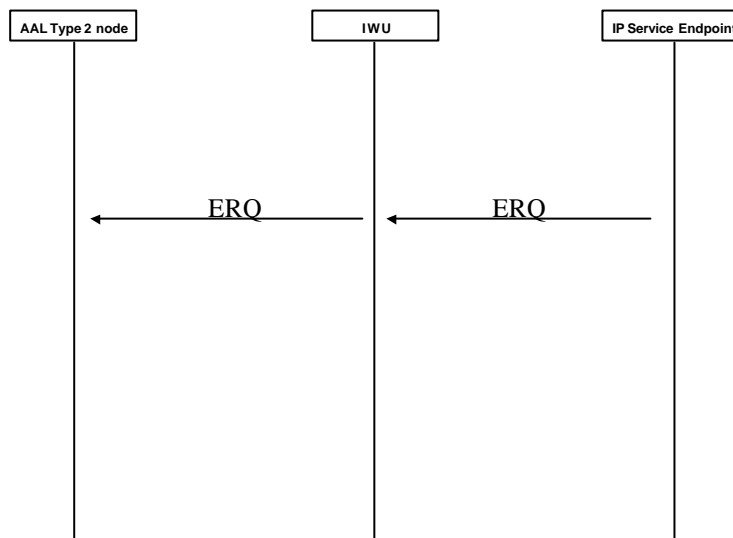 AAL Type 2 node
IWU
IP Service Endpoint
ERQ
ERQ